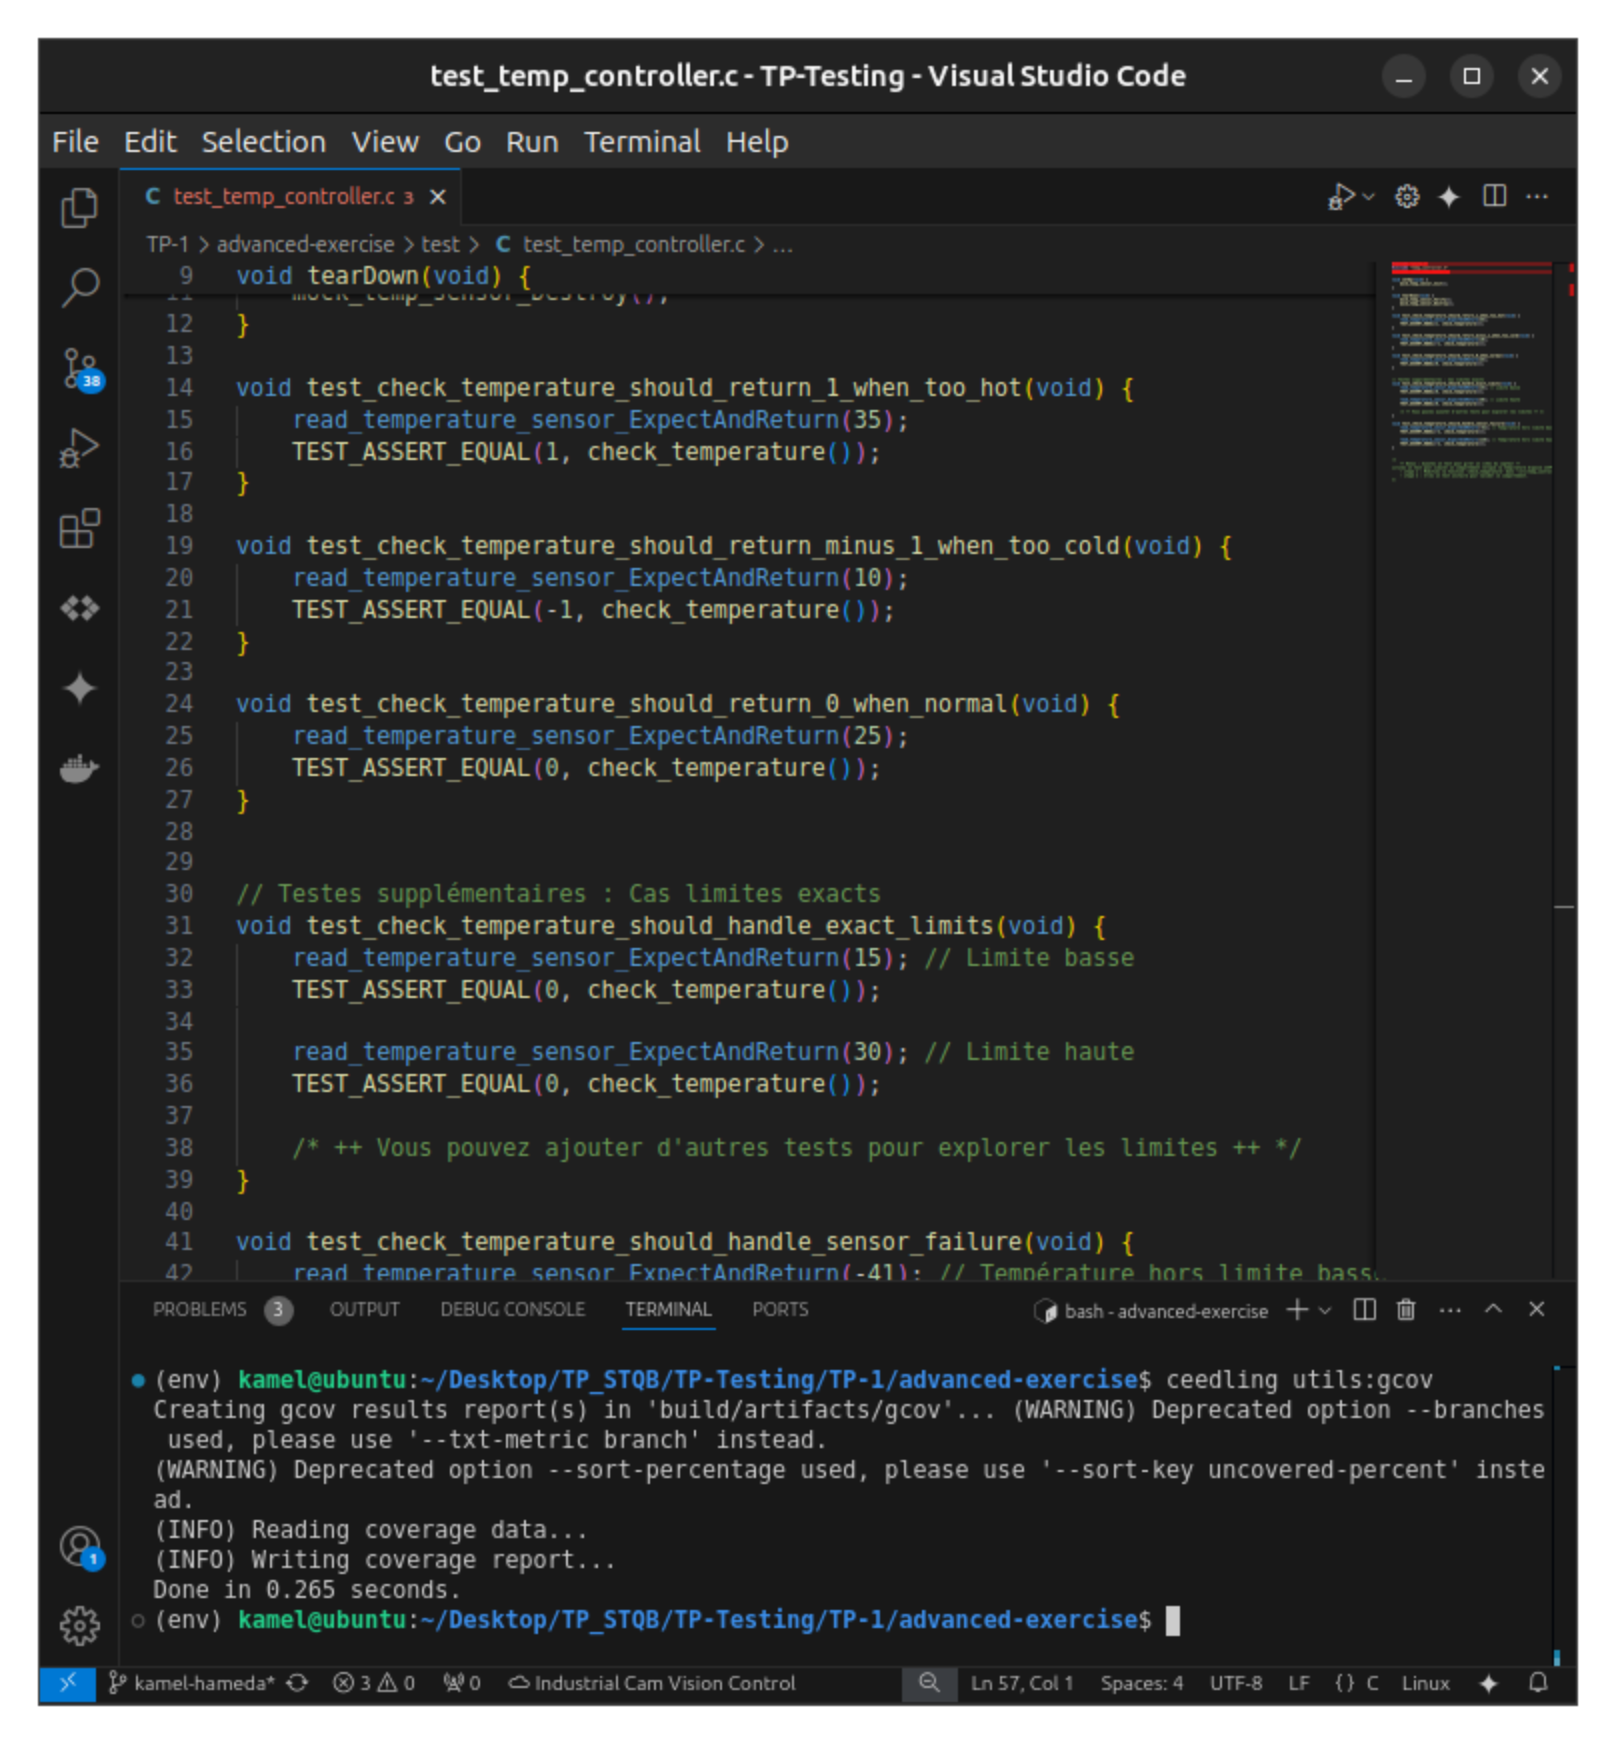 test_temp_controller.c - TP-Testing - Visual Studio Code
File Edit Selection View Go Run Terminal Help
C test_temp_controller.c 3
TP-1 > advanced-exercise > test > C test_temp_controller.c > ...
9 void tearDown(void) {
11 mock_temp_sensor_Destroy();
12 }
13
14 void test_check_temperature_should_return_1_when_too_hot(void) {
15 read_temperature_sensor_ExpectAndReturn(35);
16 TEST_ASSERT_EQUAL(1, check_temperature());
17 }
18
19 void test_check_temperature_should_return_minus_1_when_too_cold(void) {
20 read_temperature_sensor_ExpectAndReturn(10);
21 TEST_ASSERT_EQUAL(-1, check_temperature());
22 }
23
24 void test_check_temperature_should_return_0_when_normal(void) {
25 read_temperature_sensor_ExpectAndReturn(25);
26 TEST_ASSERT_EQUAL(0, check_temperature());
27 }
28
29
30 // Testes supplémentaires : Cas limites exacts
31 void test_check_temperature_should_handle_exact_limits(void) {
32 read_temperature_sensor_ExpectAndReturn(15); // Limite basse
33 TEST_ASSERT_EQUAL(0, check_temperature());
34
35 read_temperature_sensor_ExpectAndReturn(30); // Limite haute
36 TEST_ASSERT_EQUAL(0, check_temperature());
37
38 /* ++ Vous pouvez ajouter d'autres tests pour explorer les limites ++ */
39 }
40
41 void test_check_temperature_should_handle_sensor_failure(void) {
42 read_temperature_sensor_ExpectAndReturn(-41); // Température hors limite bass
38
PROBLEMS 3 OUTPUT DEBUG CONSOLE TERMINAL PORTS bash - advanced-exercise
(env) kamel@ubuntu:~/Desktop/TP_STQB/TP-Testing/TP-1/advanced-exercise$ ceedling utils:gcov
Creating gcov results report(s) in 'build/artifacts/gcov'... (WARNING) Deprecated option --branches
used, please use '--txt-metric branch' instead.
(WARNING) Deprecated option --sort-percentage used, please use '--sort-key uncovered-percent' inste
ad.
(INFO) Reading coverage data...
(INFO) Writing coverage report...
Done in 0.265 seconds.
(env) kamel@ubuntu:~/Desktop/TP_STQB/TP-Testing/TP-1/advanced-exercise$
1
kamel-hameda* 3 0 0 Industrial Cam Vision Control Ln 57, Col 1 Spaces: 4 UTF-8 LF {} C Linux